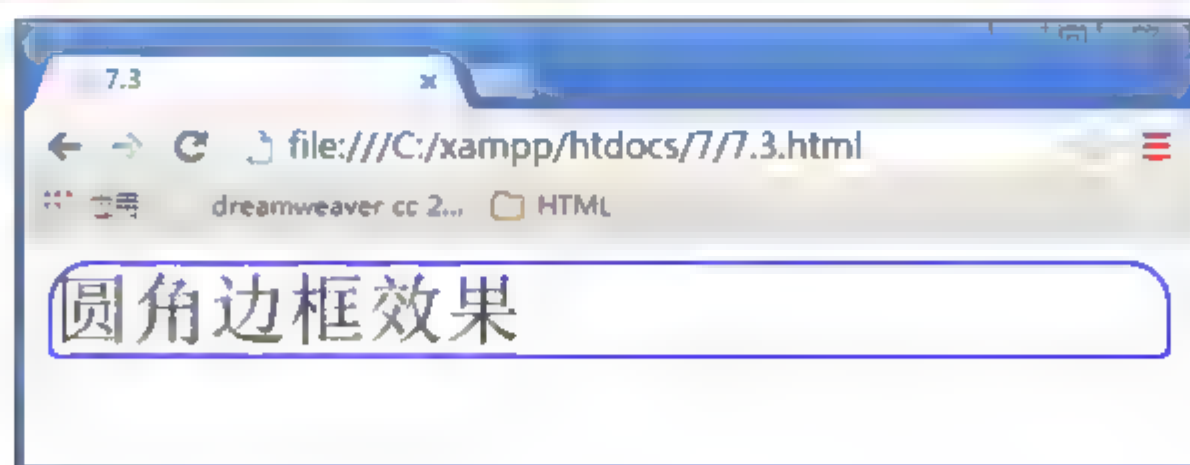 7.3
file:///C:/xampp/htdocs/7/7.3.html
dreamweaver cc 2... HTML
圆角边框效果